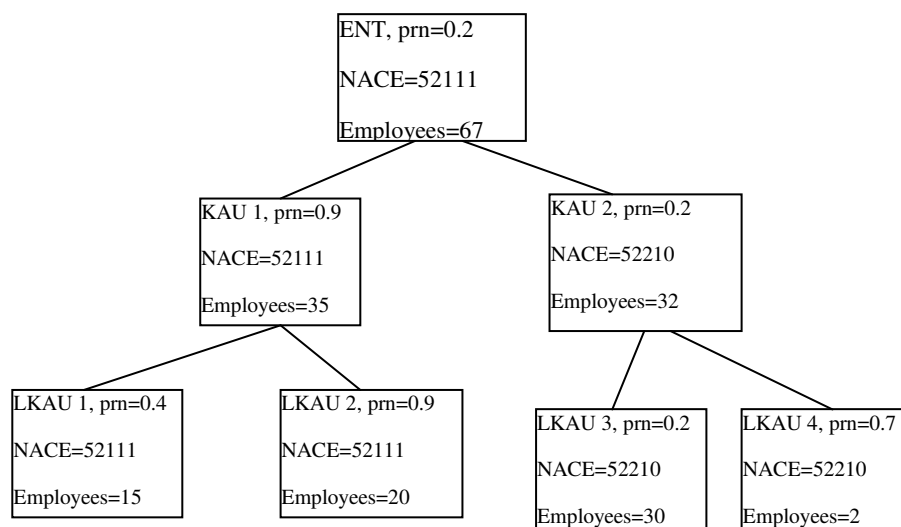 ENT, prn=0.2
NACE=52111
Employees=67
KAU 1, prn=0.9
NACE=52111
Employees=35
KAU 2, prn=0.2
NACE=52210
Employees=32
LKAU 1, prn=0.4
NACE=52111
Employees=15
LKAU 2, prn=0.9
NACE=52111
Employees=20
LKAU 3, prn=0.2
NACE=52210
Employees=30
LKAU 4, prn=0.7
NACE=52210
Employees=2